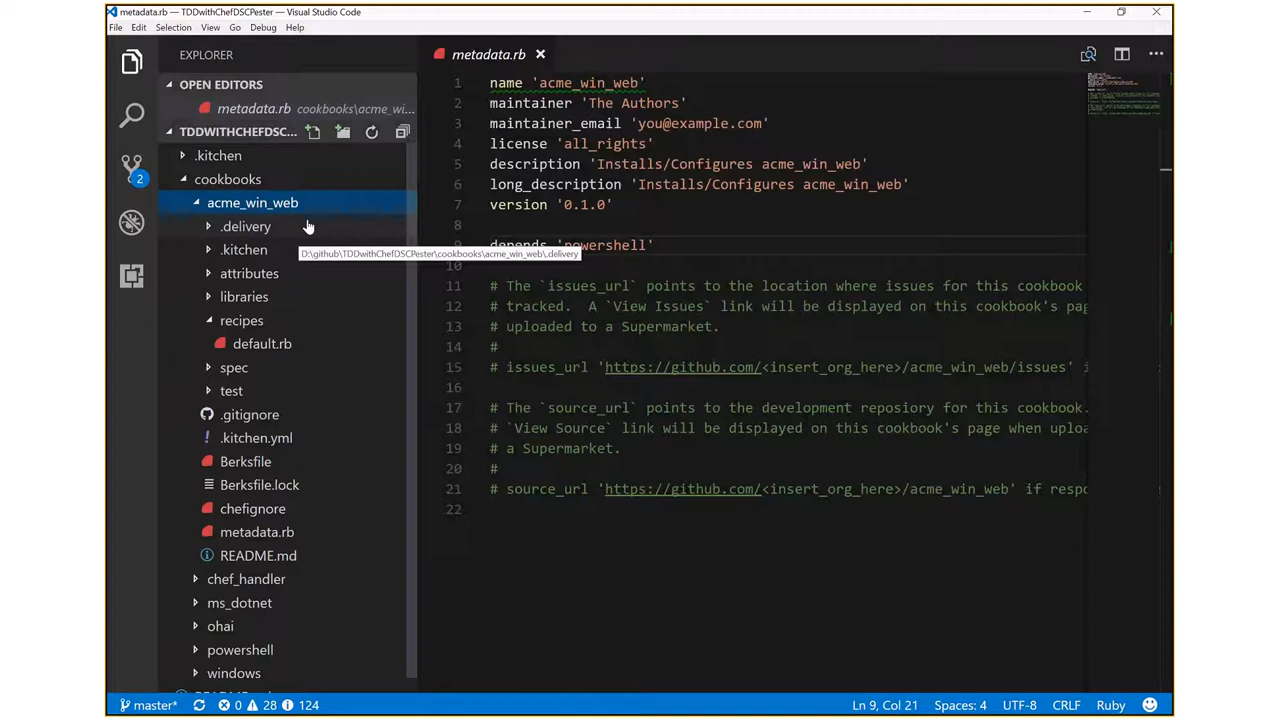 metadata.rb — TDDwithChefDSCPester — Visual Studio Code
File Edit Selection View Go Debug Help
EXPLORER
OPEN EDITORS
metadata.rb cookbooks\acme_wi...
TDDWITHCHEFDSC...
.kitchen
cookbooks
acme_win_web
.delivery
D:\github\TDDwithChefDSCPester\cookbooks\acme_win_web\.delivery
.kitchen
attributes
libraries
recipes
default.rb
spec
test
.gitignore
.kitchen.yml
Berksfile
Berksfile.lock
chefignore
metadata.rb
README.md
chef_handler
ms_dotnet
ohai
powershell
windows
2
metadata.rb
1 name 'acme_win_web'
2 maintainer 'The Authors'
3 maintainer_email 'you@example.com'
4 license 'all_rights'
5 description 'Installs/Configures acme_win_web'
6 long_description 'Installs/Configures acme_win_web'
7 version '0.1.0'
8
9 depends 'powershell'
10
11 # The `issues_url` points to the location where issues for this cookbook
12 # tracked.  A `View Issues` link will be displayed on this cookbook's pag
13 # uploaded to a Supermarket.
14 #
15 # issues_url 'https://github.com/<insert_org_here>/acme_win_web/issues' i
16
17 # The `source_url` points to the development reposiory for this cookbook.
18 # `View Source` link will be displayed on this cookbook's page when uploa
19 # a Supermarket.
20 #
21 # source_url 'https://github.com/<insert_org_here>/acme_win_web' if respo
22
master* 0 28 124 Ln 9, Col 21 Spaces: 4 UTF-8 CRLF Ruby